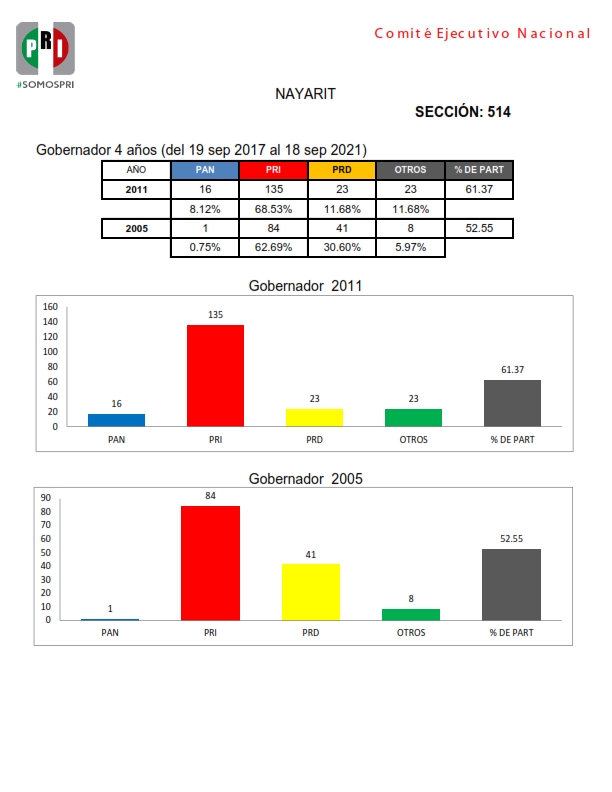 Comité Ejecutivo Nacional
PRI
#SOMOSPRI
NAYARIT
SECCIÓN: 514
Gobernador 4 años (del 19 sep 2017 al 18 sep 2021)
AÑO PAN PRI PRD OTROS % DE PART
2011 16 135 23 23 61.37
8.12% 68.53% 11.68% 11.68%
2005 1 84 41 8 52.55
0.75% 62.69% 30.60% 5.97%
Gobernador 2011
160
140
120
100
80
60
40
20
0
16 135 23 23 61.37
PAN PRI PRD OTROS % DE PART
Gobernador 2005
90
80
70
60
50
40
30
20
10
0
1 84 41 8 52.55
PAN PRI PRD OTROS % DE PART